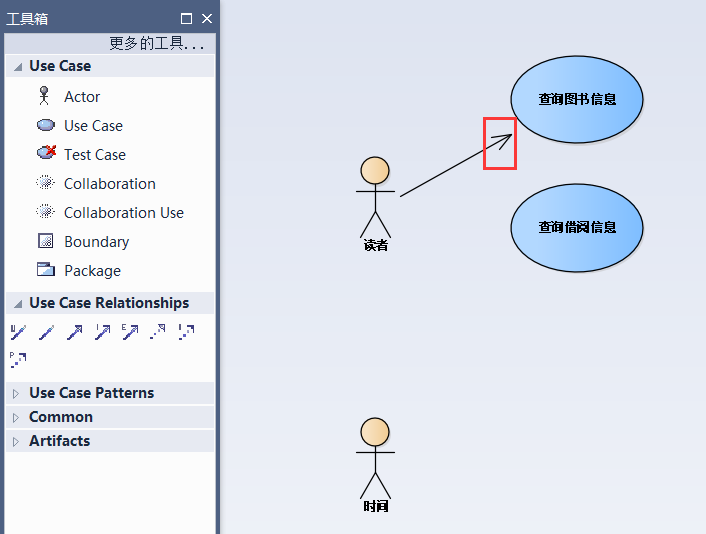 工具箱
更多的工具...
Use Case
Actor
Use Case
Test Case
Collaboration
Collaboration Use
Boundary
Package
Use Case Relationships
U
I
E
I
P
Use Case Patterns
Common
Artifacts
查询图书信息
读者
查询借阅信息
时间